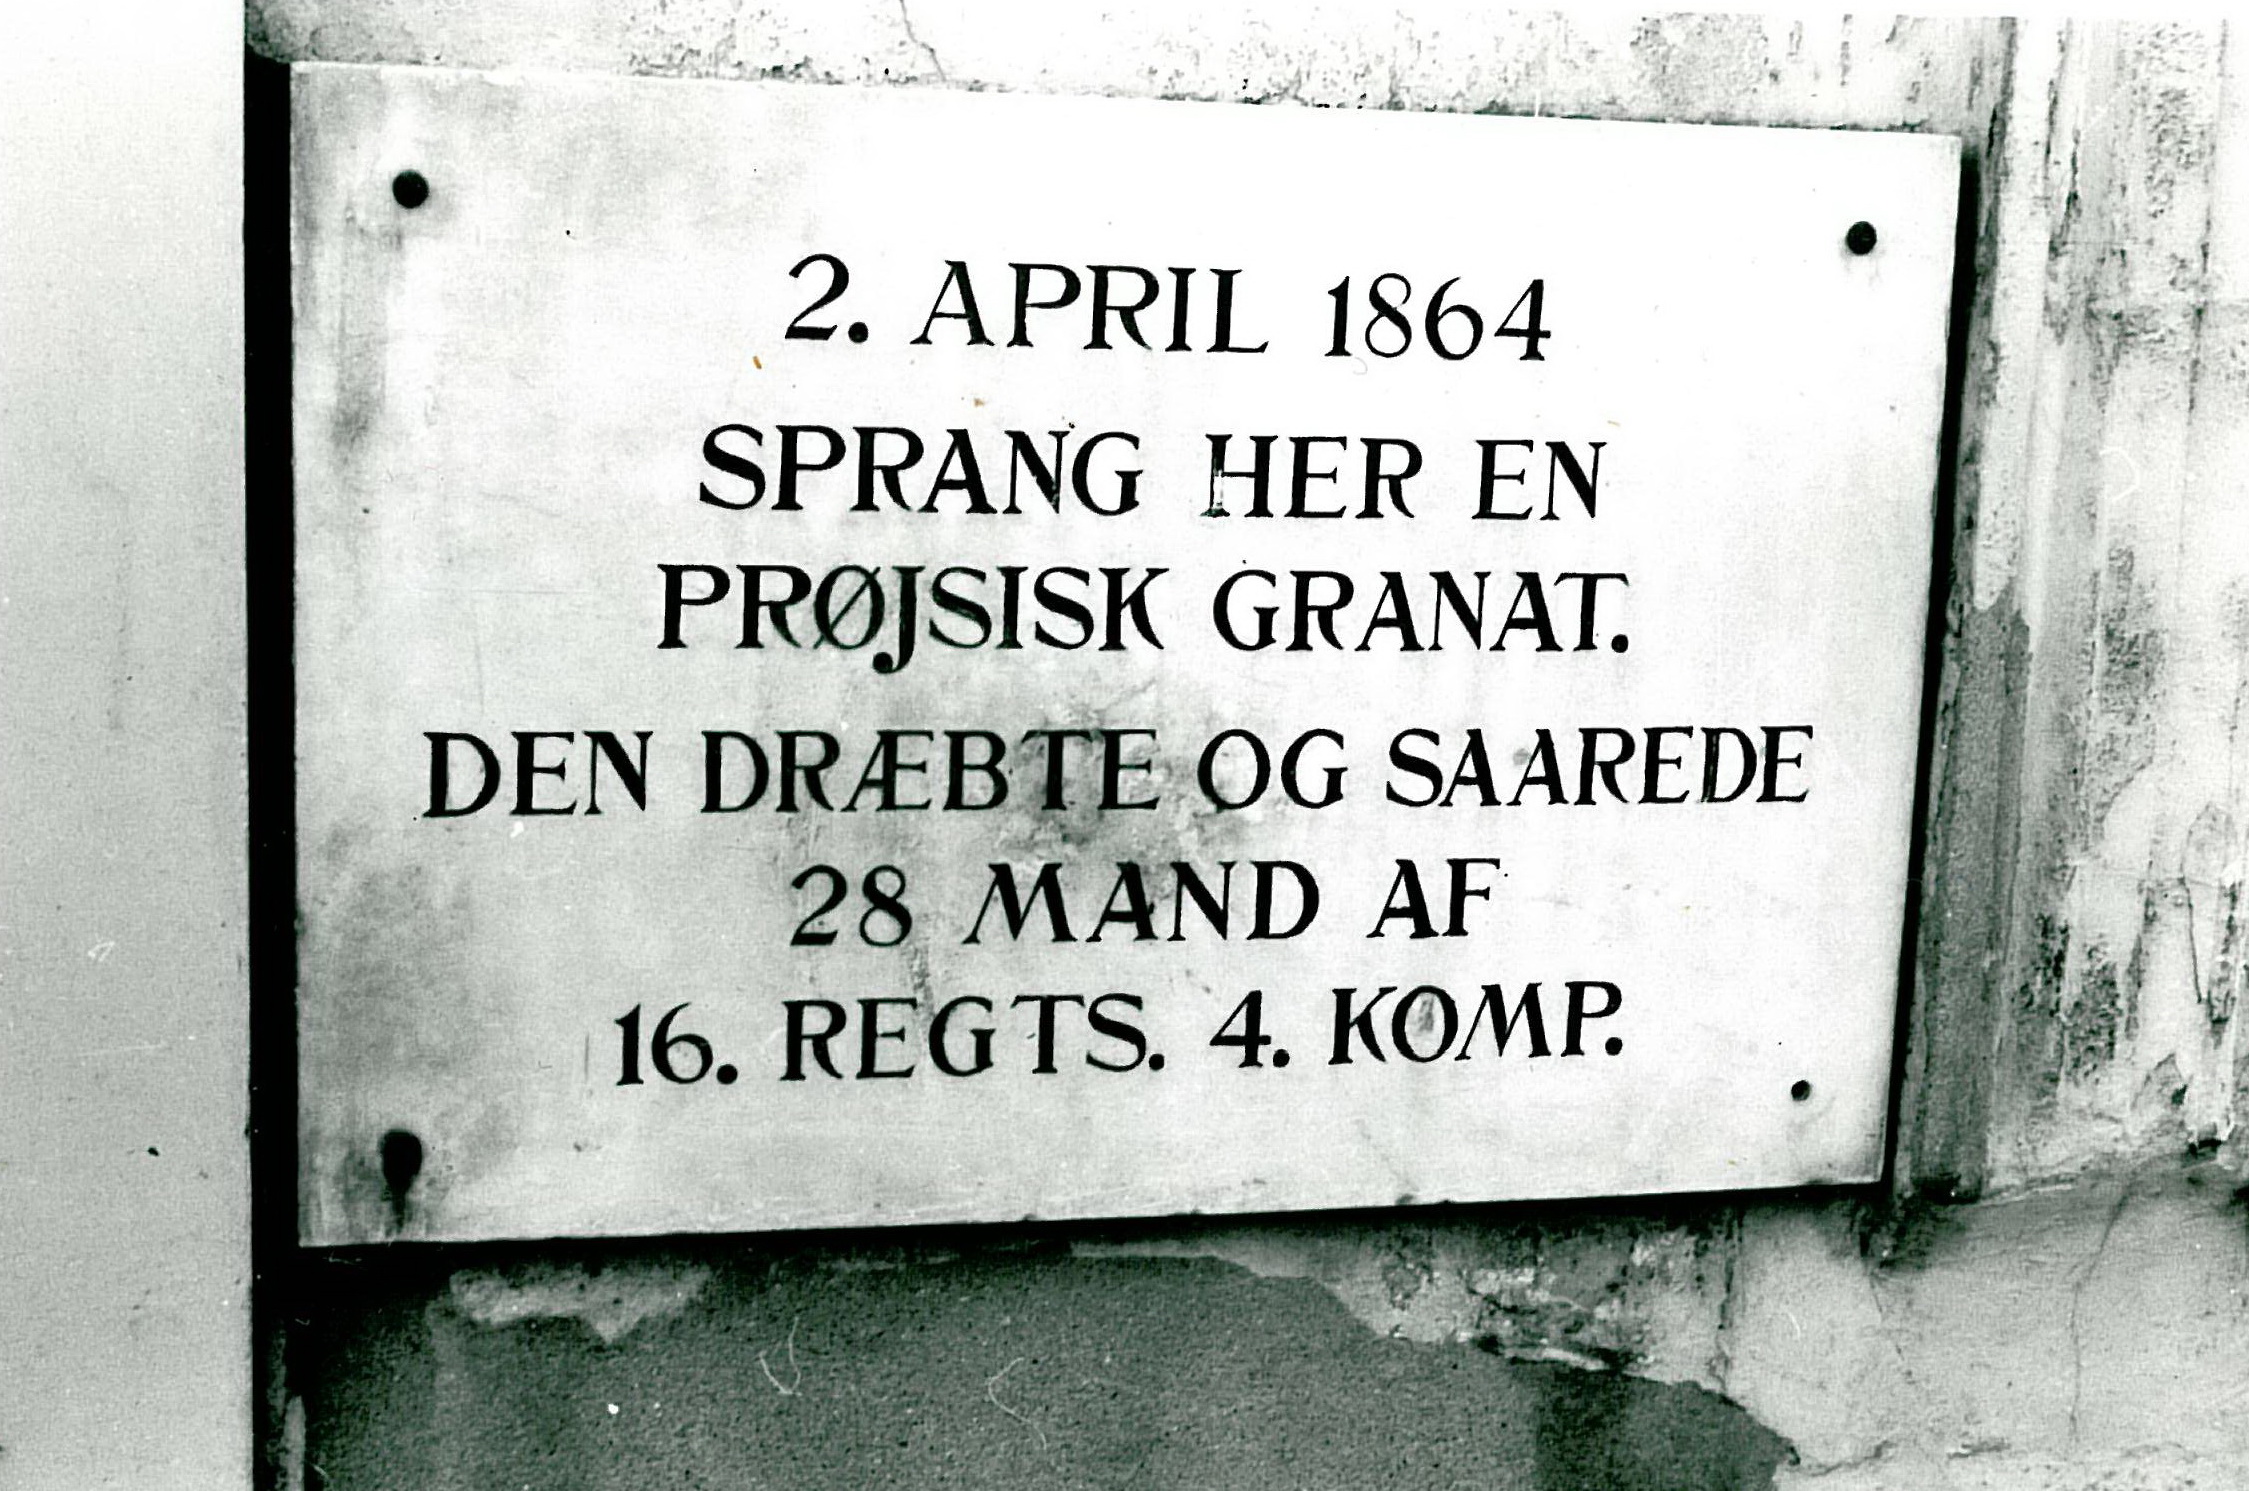 2. APRIL 1864
SPRANG HER EN
PRØJSISK GRANAT.
DEN DRÆBTE OG SAAREDE
28 MAND AF
16. REGTS. 4. KOMP.